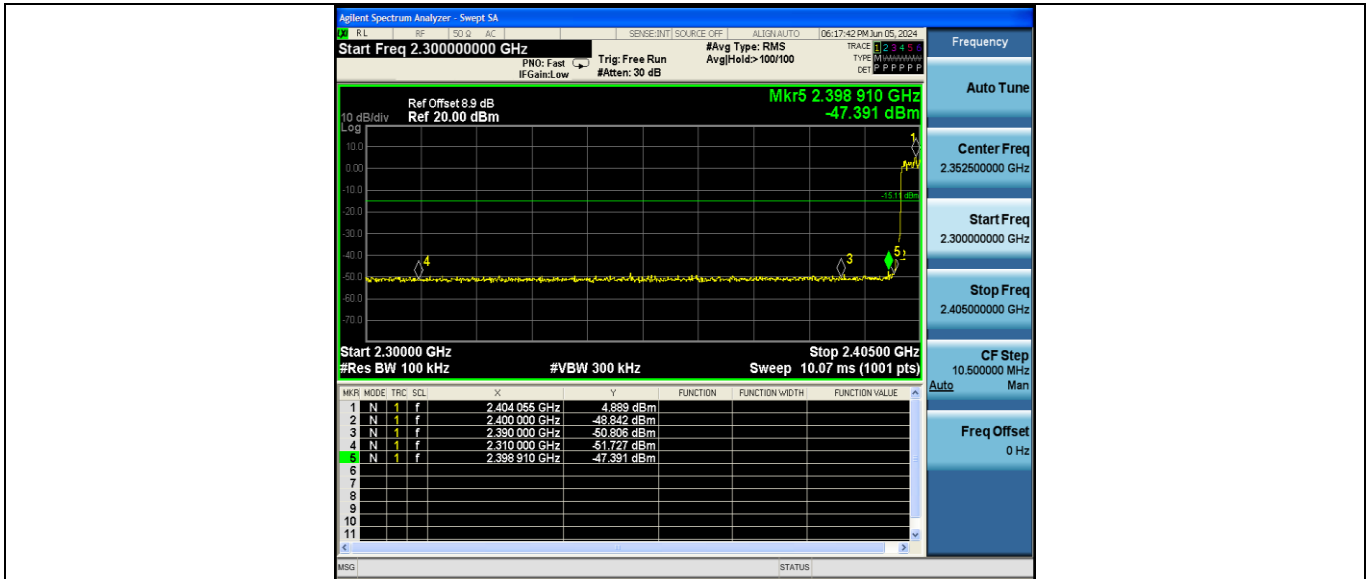 Agilent Spectrum Analyzer - Swept SA
LXI RL RF 50 Ω AC SENSE:INT SOURCE OFF ALIGN AUTO 06:17:42 PM Jun 05, 2024
Start Freq 2.300000000 GHz
PNO: Fast
IFGain:Low
Trig: Free Run
#Atten: 30 dB
#Avg Type: RMS
Avg|Hold:>100/100
TRACE 1 2 3 4 5 6
TYPE M W W W W W
DET P P P P P P
Mkr5 2.398 910 GHz
-47.391 dBm
Ref Offset 8.9 dB
10 dB/div Ref 20.00 dBm
Log
10.0
0.00
-10.0
-20.0
-30.0
-40.0
-50.0
-60.0
-70.0
1
-15.11 dBm
4
3
5
2
Start 2.30000 GHz Stop 2.40500 GHz
#Res BW 100 kHz #VBW 300 kHz Sweep 10.07 ms (1001 pts)
MKR MODE TRC SCL X Y FUNCTION FUNCTION WIDTH FUNCTION VALUE
1 N 1 f 2.404 055 GHz 4.889 dBm
2 N 1 f 2.400 000 GHz -48.842 dBm
3 N 1 f 2.390 000 GHz -50.806 dBm
4 N 1 f 2.310 000 GHz -51.727 dBm
5 N 1 f 2.398 910 GHz -47.391 dBm
6
7
8
9
10
11
MSG STATUS
Frequency
Auto Tune
Center Freq
2.352500000 GHz
Start Freq
2.300000000 GHz
Stop Freq
2.405000000 GHz
CF Step
10.500000 MHz
Auto Man
Freq Offset
0 Hz